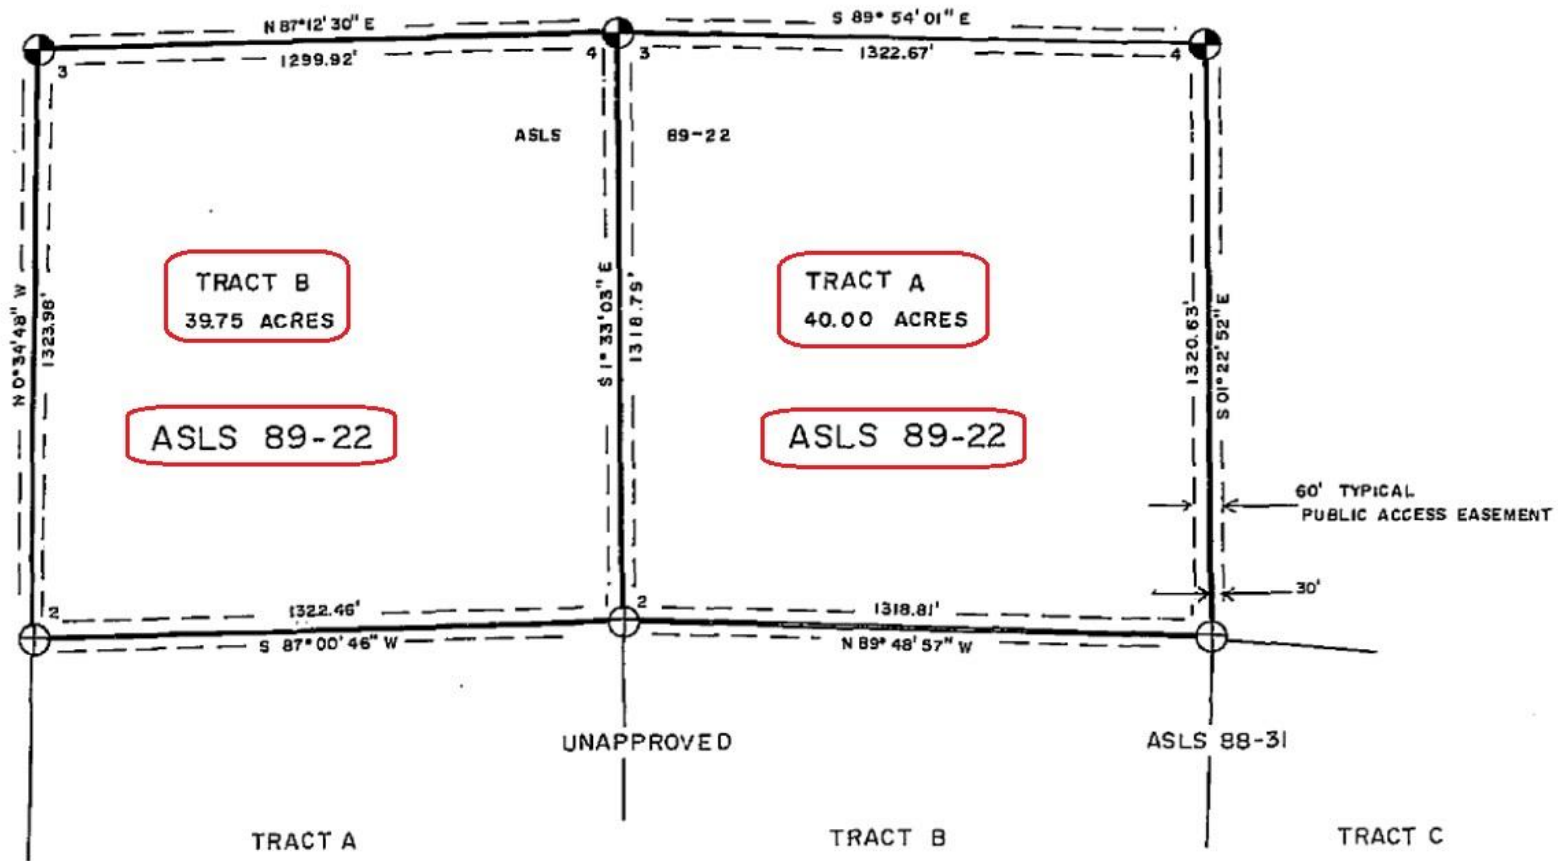 N 87° 12' 30" E
S 89° 54' 01" E
3
1299.92'
4
3
1322.67'
4
ASLS
89-22
TRACT B
39.75 ACRES
TRACT A
40.00 ACRES
N 0° 34' 48" W
1323.98'
S 1° 33' 03" E
1318.79'
1320.63'
S 01° 22' 52" E
ASLS 89-22
ASLS 89-22
60' TYPICAL
PUBLIC ACCESS EASEMENT
30'
2
1322.46'
2
1318.81'
S 87° 00' 46" W
N 89° 48' 57" W
UNAPPROVED
ASLS 88-31
TRACT A
TRACT B
TRACT C